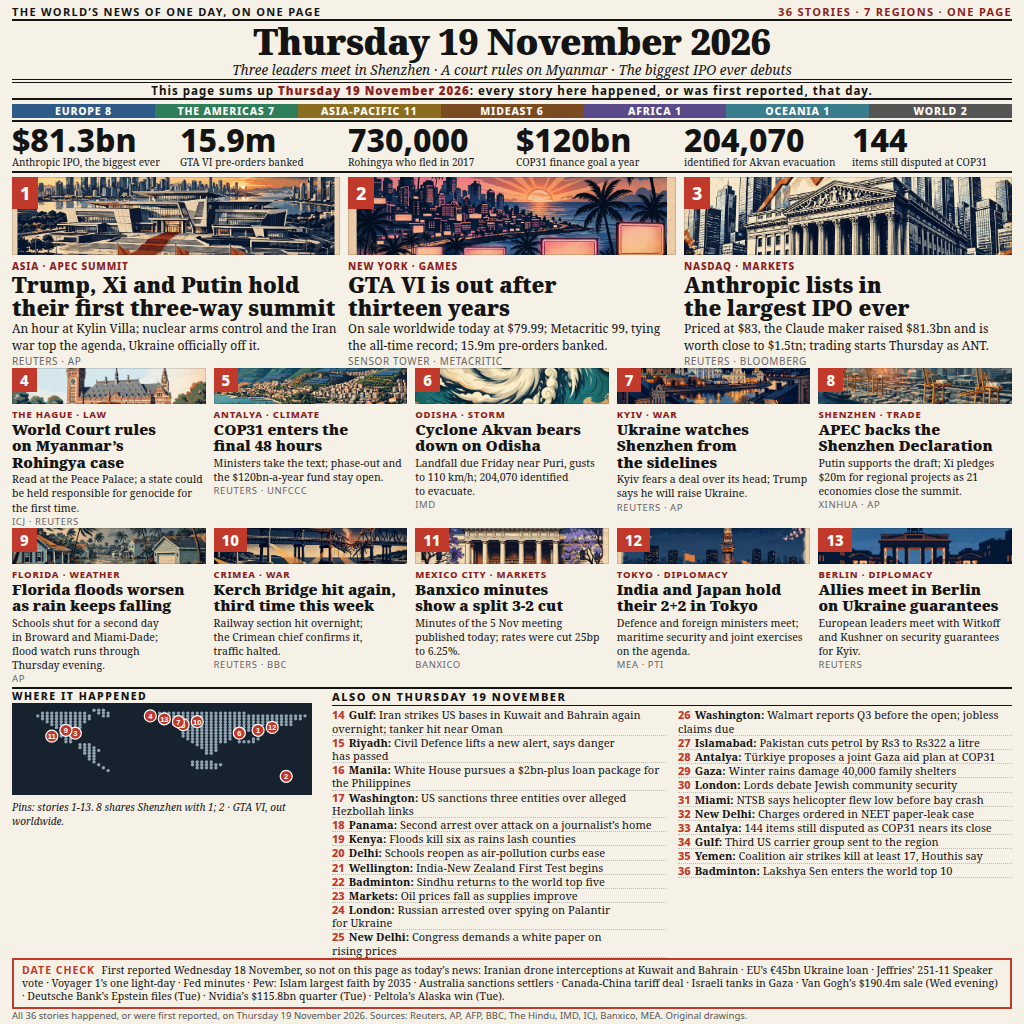 THE WORLD'S NEWS OF ONE DAY, ON ONE PAGE
36 STORIES · 7 REGIONS · ONE PAGE
Thursday 19 November 2026
Three leaders meet in Shenzhen · A court rules on Myanmar · The biggest IPO ever debuts
This page sums up Thursday 19 November 2026: every story here happened, or was first reported, that day.
EUROPE 8
THE AMERICAS 7
ASIA-PACIFIC 11
MIDEAST 6
AFRICA 1
OCEANIA 1
WORLD 2
$81.3bn
Anthropic IPO, the biggest ever
15.9m
GTA VI pre-orders banked
730,000
Rohingya who fled in 2017
$120bn
COP31 finance goal a year
204,070
identified for Akvan evacuation
144
items still disputed at COP31
1
ASIA · APEC SUMMIT
Trump, Xi and Putin hold
their first three-way summit
An hour at Kylin Villa; nuclear arms control and the Iran
war top the agenda, Ukraine officially off it.
REUTERS · AP
2
NEW YORK · GAMES
GTA VI is out after
thirteen years
On sale worldwide today at $79.99; Metacritic 99, tying
the all-time record; 15.9m pre-orders banked.
SENSOR TOWER · METACRITIC
3
NASDAQ · MARKETS
Anthropic lists in
the largest IPO ever
Priced at $83, the Claude maker raised $81.3bn and is
worth close to $1.5tn; trading starts Thursday as ANT.
REUTERS · BLOOMBERG
4
THE HAGUE · LAW
World Court rules
on Myanmar's
Rohingya case
Read at the Peace Palace; a state could
be held responsible for genocide for
the first time.
ICJ · REUTERS
5
ANTALYA · CLIMATE
COP31 enters the
final 48 hours
Ministers take the text; phase-out and
the $120bn-a-year fund stay open.
REUTERS · UNFCCC
6
ODISHA · STORM
Cyclone Akvan bears
down on Odisha
Landfall due Friday near Puri, gusts
to 110 km/h; 204,070 identified
to evacuate.
IMD
7
KYIV · WAR
Ukraine watches
Shenzhen from
the sidelines
Kyiv fears a deal over its head; Trump
says he will raise Ukraine.
REUTERS · AP
8
SHENZHEN · TRADE
APEC backs the
Shenzhen Declaration
Putin supports the draft; Xi pledges
$20m for regional projects as 21
economies close the summit.
XINHUA · AP
9
FLORIDA · WEATHER
Florida floods worsen
as rain keeps falling
Schools shut for a second day
in Broward and Miami-Dade;
flood watch runs through
Thursday evening.
AP
10
CRIMEA · WAR
Kerch Bridge hit again,
third time this week
Railway section hit overnight;
the Crimean chief confirms it,
traffic halted.
REUTERS · BBC
11
MEXICO CITY · MARKETS
Banxico minutes
show a split 3-2 cut
Minutes of the 5 Nov meeting
published today; rates were cut 25bp
to 6.25%.
BANXICO
12
TOKYO · DIPLOMACY
India and Japan hold
their 2+2 in Tokyo
Defence and foreign ministers meet;
maritime security and joint exercises
on the agenda.
MEA · PTI
13
BERLIN · DIPLOMACY
Allies meet in Berlin
on Ukraine guarantees
European leaders meet with Witkoff
and Kushner on security guarantees
for Kyiv.
REUTERS
WHERE IT HAPPENED
4
13
7
10
11
9
3
6
1
12
2
Pins: stories 1-13. 8 shares Shenzhen with 1; 2 · GTA VI, out
worldwide.
ALSO ON THURSDAY 19 NOVEMBER
14 Gulf: Iran strikes US bases in Kuwait and Bahrain again
overnight; tanker hit near Oman
15 Riyadh: Civil Defence lifts a new alert, says danger
has passed
16 Manila: White House pursues a $2bn-plus loan package for
the Philippines
17 Washington: US sanctions three entities over alleged
Hezbollah links
18 Panama: Second arrest over attack on a journalist's home
19 Kenya: Floods kill six as rains lash counties
20 Delhi: Schools reopen as air-pollution curbs ease
21 Wellington: India-New Zealand First Test begins
22 Badminton: Sindhu returns to the world top five
23 Markets: Oil prices fall as supplies improve
24 London: Russian arrested over spying on Palantir
for Ukraine
25 New Delhi: Congress demands a white paper on
rising prices
26 Washington: Walmart reports Q3 before the open; jobless
claims due
27 Islamabad: Pakistan cuts petrol by Rs3 to Rs322 a litre
28 Antalya: Türkiye proposes a joint Gaza aid plan at COP31
29 Gaza: Winter rains damage 40,000 family shelters
30 London: Lords debate Jewish community security
31 Miami: NTSB says helicopter flew low before bay crash
32 New Delhi: Charges ordered in NEET paper-leak case
33 Antalya: 144 items still disputed as COP31 nears its close
34 Gulf: Third US carrier group sent to the region
35 Yemen: Coalition air strikes kill at least 17, Houthis say
36 Badminton: Lakshya Sen enters the world top 10
DATE CHECK First reported Wednesday 18 November, so not on this page as today's news: Iranian drone interceptions at Kuwait and Bahrain · EU's €45bn Ukraine loan · Jeffries' 251-11 Speaker
vote · Voyager 1's one light-day · Fed minutes · Pew: Islam largest faith by 2035 · Australia sanctions settlers · Canada-China tariff deal · Israeli tanks in Gaza · Van Gogh's $190.4m sale (Wed evening)
· Deutsche Bank's Epstein files (Tue) · Nvidia's $115.8bn quarter (Tue) · Peltola's Alaska win (Tue).
All 36 stories happened, or were first reported, on Thursday 19 November 2026. Sources: Reuters, AP, AFP, BBC, The Hindu, IMD, ICJ, Banxico, MEA. Original drawings.